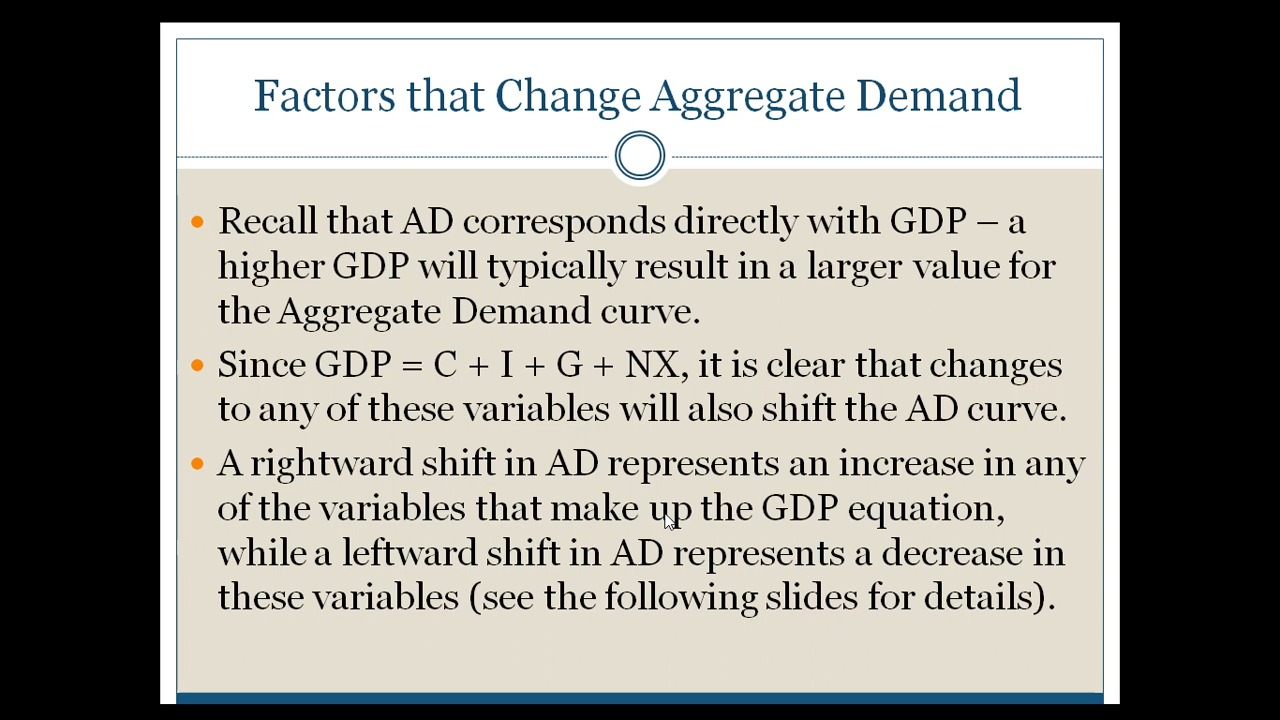 Factors that Change Aggregate Demand
• Recall that AD corresponds directly with GDP – a
higher GDP will typically result in a larger value for
the Aggregate Demand curve.
• Since GDP = C + I + G + NX, it is clear that changes
to any of these variables will also shift the AD curve.
• A rightward shift in AD represents an increase in any
of the variables that make up the GDP equation,
while a leftward shift in AD represents a decrease in
these variables (see the following slides for details).